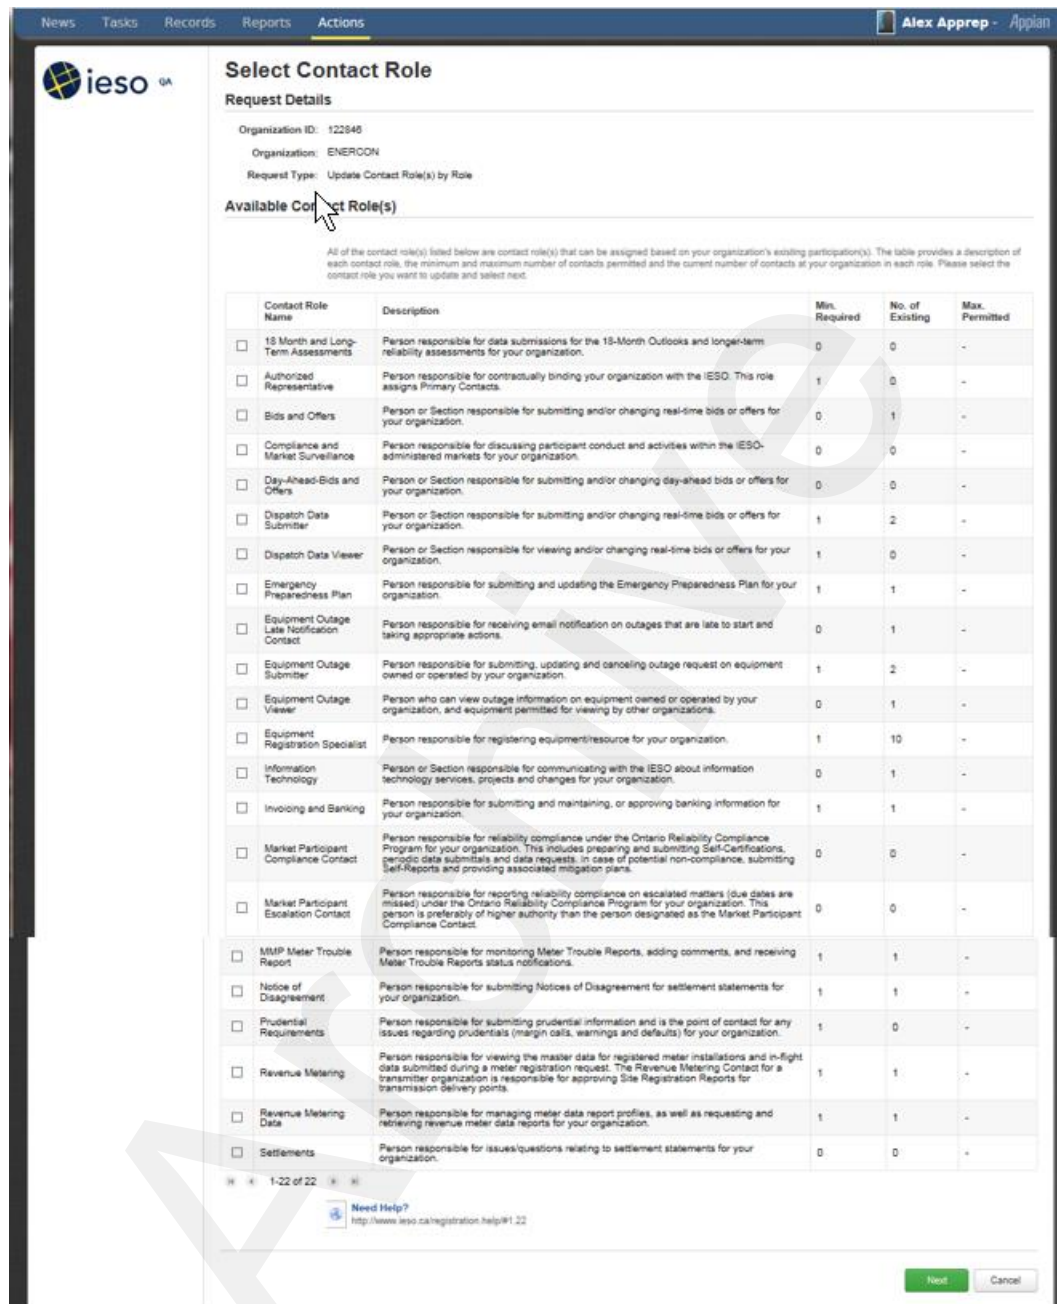 News Tasks Records Reports Actions Alex Apprep - Appian
ieso QA
Select Contact Role
Request Details
Organization ID: 122846
Organization: ENERCON
Request Type: Update Contact Role(s) by Role
Available Contact Role(s)
All of the contact role(s) listed below are contact role(s) that can be assigned based on your organization's existing participation(s). The table provides a description of
each contact role, the minimum and maximum number of contacts permitted and the current number of contacts at your organization in each role. Please select the
contact role you want to update and select next.
Contact Role Name Description Min. Required No. of Existing Max. Permitted
18 Month and Long-Term Assessments Person responsible for data submissions for the 18-Month Outlooks and longer-term reliability assessments for your organization. 0 0 -
Authorized Representative Person responsible for contractually binding your organization with the IESO. This role assigns Primary Contacts. 1 0 -
Bids and Offers Person or Section responsible for submitting and/or changing real-time bids or offers for your organization. 0 1 -
Compliance and Market Surveillance Person responsible for discussing participant conduct and activities within the IESO-administered markets for your organization. 0 0 -
Day-Ahead-Bids and Offers Person or Section responsible for submitting and/or changing day-ahead bids or offers for your organization. 0 0 -
Dispatch Data Submitter Person or Section responsible for submitting and/or changing real-time bids or offers for your organization. 1 2 -
Dispatch Data Viewer Person or Section responsible for viewing and/or changing real-time bids or offers for your organization. 1 0 -
Emergency Preparedness Plan Person responsible for submitting and updating the Emergency Preparedness Plan for your organization. 1 1 -
Equipment Outage Late Notification Contact Person responsible for receiving email notification on outages that are late to start and taking appropriate actions. 0 1 -
Equipment Outage Submitter Person responsible for submitting, updating and canceling outage request on equipment owned or operated by your organization. 1 2 -
Equipment Outage Viewer Person who can view outage information on equipment owned or operated by your organization, and equipment permitted for viewing by other organizations. 0 1 -
Equipment Registration Specialist Person responsible for registering equipment/resource for your organization. 1 10 -
Information Technology Person or Section responsible for communicating with the IESO about information technology services, projects and changes for your organization. 0 1 -
Invoicing and Banking Person responsible for submitting and maintaining, or approving banking information for your organization. 1 1 -
Market Participant Compliance Contact Person responsible for reliability compliance under the Ontario Reliability Compliance Program for your organization. This includes preparing and submitting Self-Certifications, periodic data submittals and data requests. In case of potential non-compliance, submitting Self-Reports and providing associated mitigation plans. 0 0 -
Market Participant Escalation Contact Person responsible for reporting reliability compliance on escalated matters (due dates are missed) under the Ontario Reliability Compliance Program for your organization. This person is preferably of higher authority than the person designated as the Market Participant Compliance Contact. 0 0 -
MMP Meter Trouble Report Person responsible for monitoring Meter Trouble Reports, adding comments, and receiving Meter Trouble Reports status notifications. 1 1 -
Notice of Disagreement Person responsible for submitting Notices of Disagreement for settlement statements for your organization. 1 1 -
Prudential Requirements Person responsible for submitting prudential information and is the point of contact for any issues regarding prudentials (margin calls, warnings and defaults) for your organization. 1 0 -
Revenue Metering Person responsible for viewing the master data for registered meter installations and in-flight data submitted during a meter registration request. The Revenue Metering Contact for a transmitter organization is responsible for approving Site Registration Reports for transmission delivery points. 1 1 -
Revenue Metering Data Person responsible for managing meter data report profiles, as well as requesting and retrieving revenue meter data reports for your organization. 1 1 -
Settlements Person responsible for issues/questions relating to settlement statements for your organization. 0 0 -
1-22 of 22
Need Help?
http://www.ieso.ca/registration.help/#1.22
Next Cancel
Archive